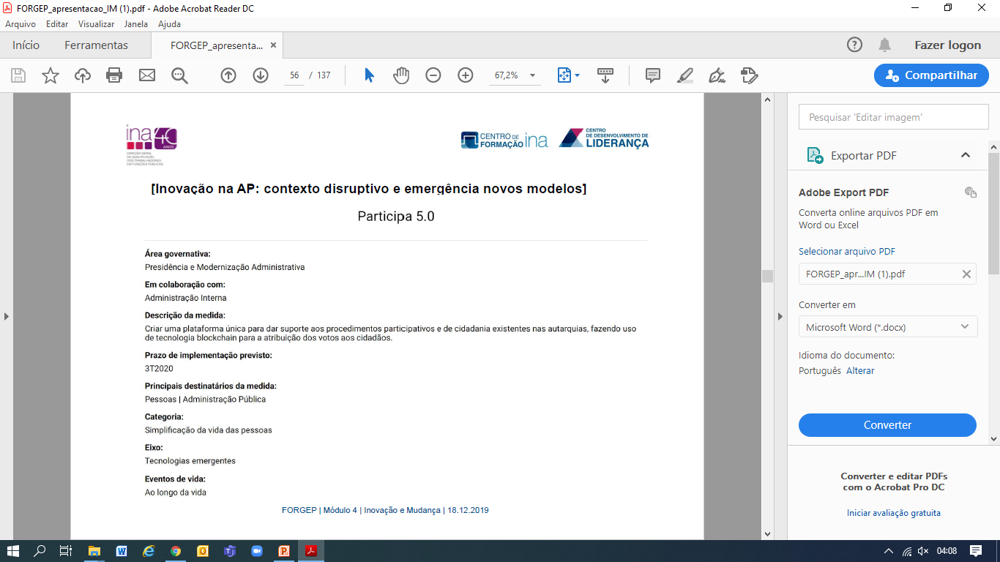 FORGEP_apresentacao_IM (1).pdf - Adobe Acrobat Reader DC
Arquivo Editar Visualizar Janela Ajuda
Início Ferramentas FORGEP_apresenta... × Fazer logon
56 / 137 67,2% Compartilhar
ina 40 ANOS
DIREÇÃO-GERAL
DA QUALIFICAÇÃO
DOS TRABALHADORES
EM FUNÇÕES PÚBLICAS
CENTRO DE
FORMAÇÃO ina
CENTRO
DE DESENVOLVIMENTO DE
LIDERANÇA
[Inovação na AP: contexto disruptivo e emergência novos modelos]
Participa 5.0
Área governativa:
Presidência e Modernização Administrativa
Em colaboração com:
Administração Interna
Descrição da medida:
Criar uma plataforma única para dar suporte aos procedimentos participativos e de cidadania existentes nas autarquias, fazendo uso
de tecnologia blockchain para a atribuição dos votos aos cidadãos.
Prazo de implementação previsto:
3T2020
Principais destinatários da medida:
Pessoas | Administração Pública
Categoria:
Simplificação da vida das pessoas
Eixo:
Tecnologias emergentes
Eventos de vida:
Ao longo da vida
FORGEP | Módulo 4 | Inovação e Mudança | 18.12.2019
Pesquisar 'Editar imagem'
Exportar PDF
Adobe Export PDF
Converta online arquivos PDF em
Word ou Excel
Selecionar arquivo PDF
FORGEP_apr...IM (1).pdf
Converter em
Microsoft Word (*.docx)
Idioma do documento:
Português Alterar
Converter
Converter e editar PDFs
com o Acrobat Pro DC
Iniciar avaliação gratuita
04:08